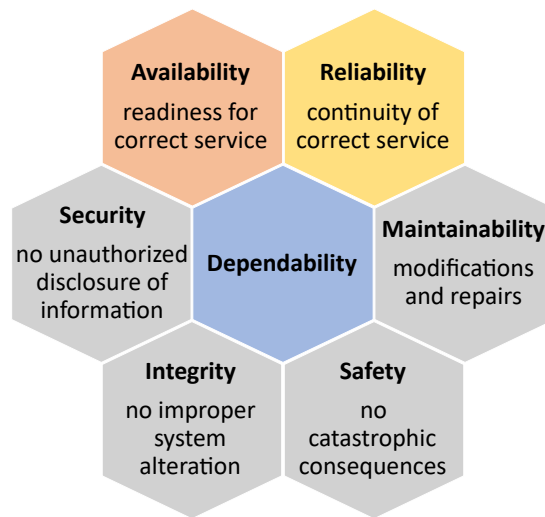 Availability
readiness for
correct service
Reliability
continuity of
correct service
Security
no unauthorized
disclosure of
information
Dependability
Maintainability
modifications
and repairs
Integrity
no improper
system
alteration
Safety
no
catastrophic
consequences